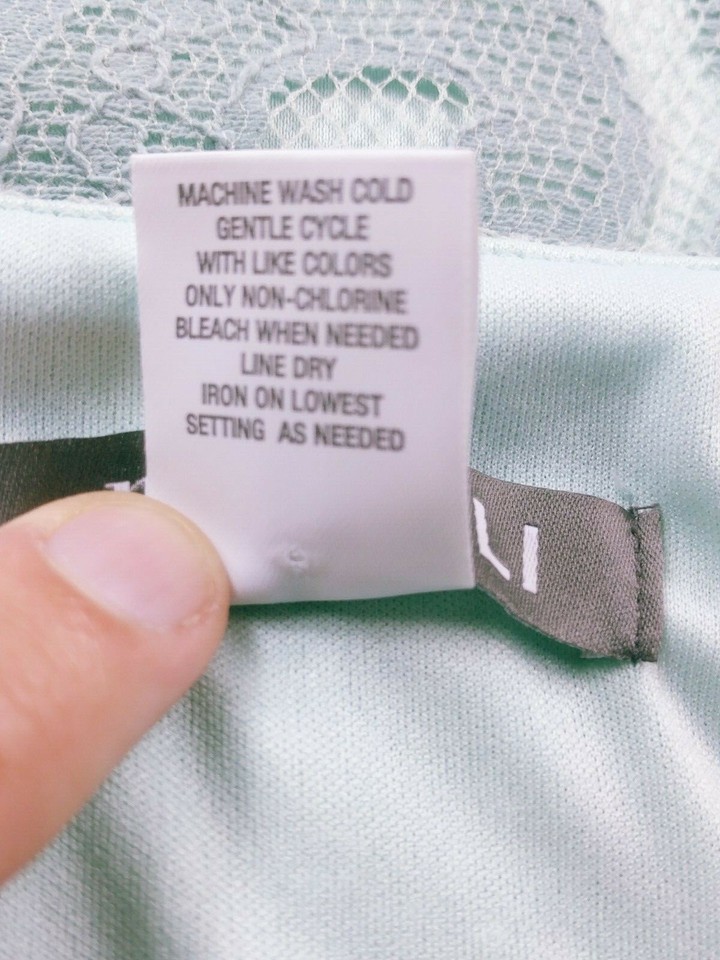 MACHINE WASH COLD
GENTLE CYCLE
WITH LIKE COLORS
ONLY NON-CHLORINE
BLEACH WHEN NEEDED
LINE DRY
IRON ON LOWEST
SETTING AS NEEDED